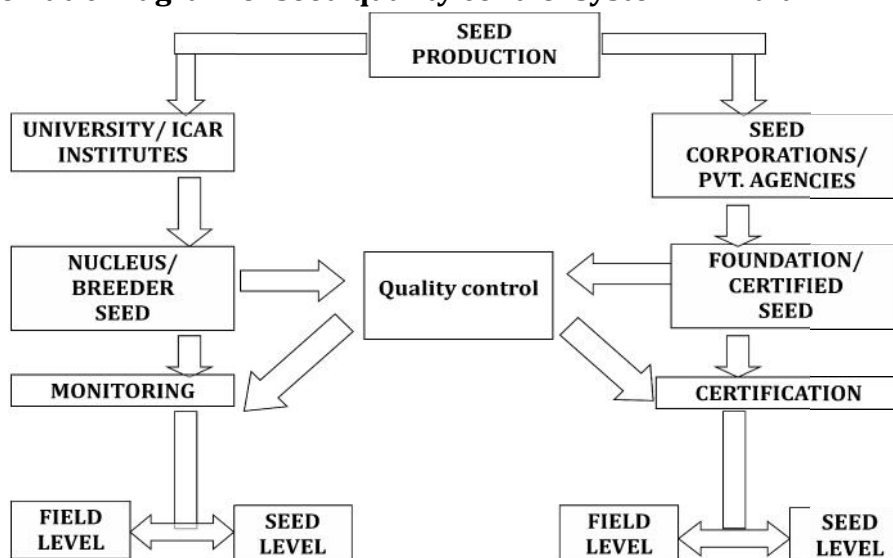 SEED
PRODUCTION
UNIVERSITY/ ICAR
INSTITUTES
SEED
CORPORATIONS/
PVT. AGENCIES
NUCLEUS/
BREEDER
SEED
Quality control
FOUNDATION/
CERTIFIED
SEED
MONITORING
CERTIFICATION
FIELD
LEVEL
SEED
LEVEL
FIELD
LEVEL
SEED
LEVEL